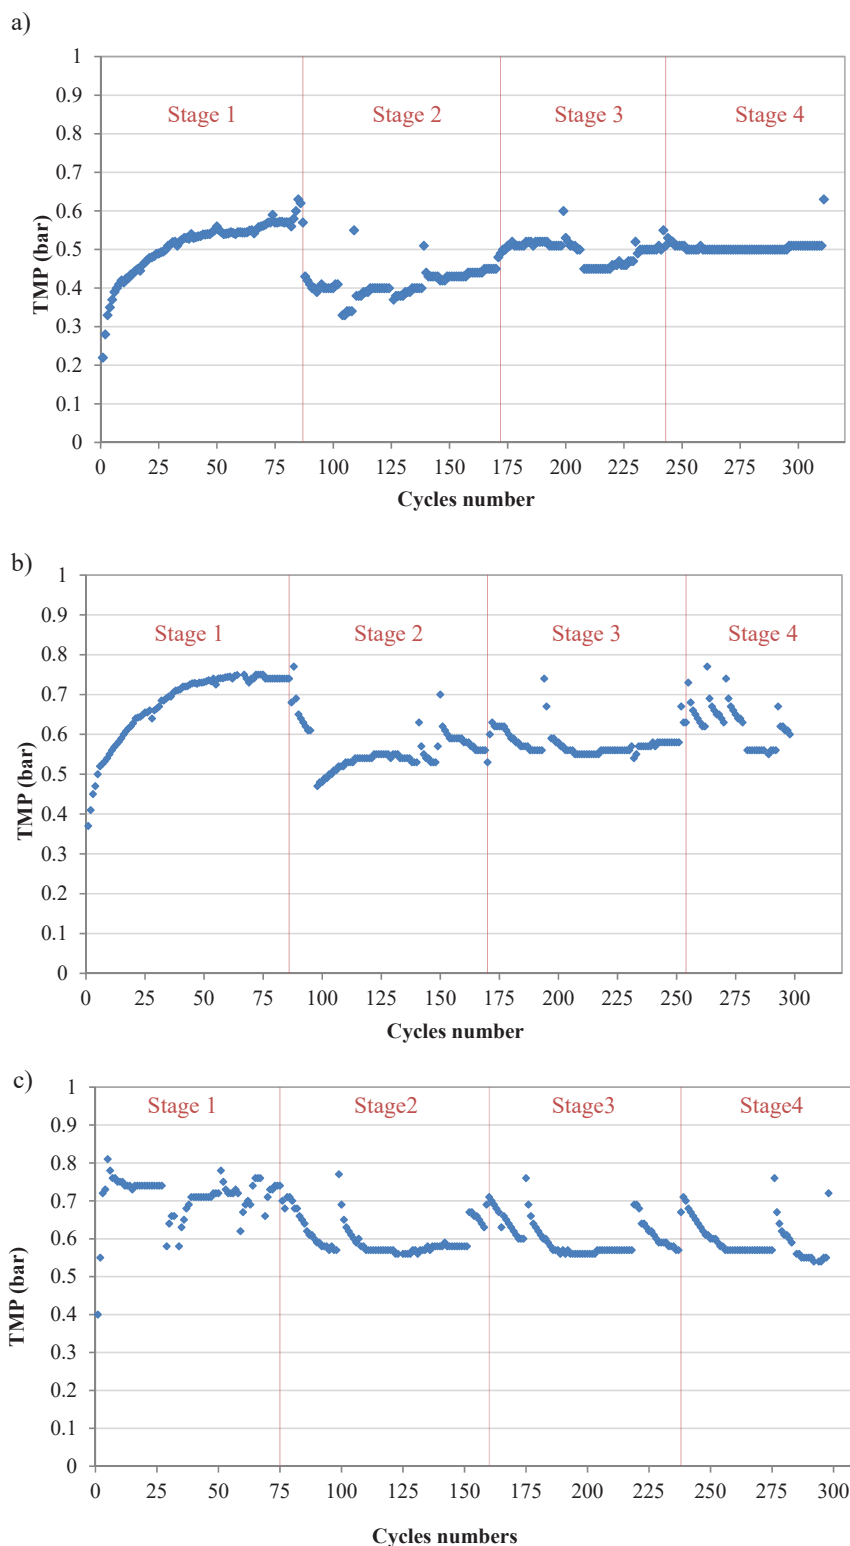 a)
1
0.9
Stage 1 Stage 2 Stage 3 Stage 4
0.8
0.7
0.6
0.5
0.4
0.3
0.2
0.1
0
TMP (bar)
0 25 50 75 100 125 150 175 200 225 250 275 300
Cycles number
b)
1
0.9
Stage 1 Stage 2 Stage 3 Stage 4
0.8
0.7
0.6
0.5
0.4
0.3
0.2
0.1
0
TMP (bar)
0 25 50 75 100 125 150 175 200 225 250 275 300
Cycles number
c)
1
Stage 1 Stage2 Stage3 Stage4
0.9
0.8
0.7
0.6
0.5
0.4
0.3
0.2
0.1
0
TMP (bar)
0 25 50 75 100 125 150 175 200 225 250 275 300
Cycles numbers